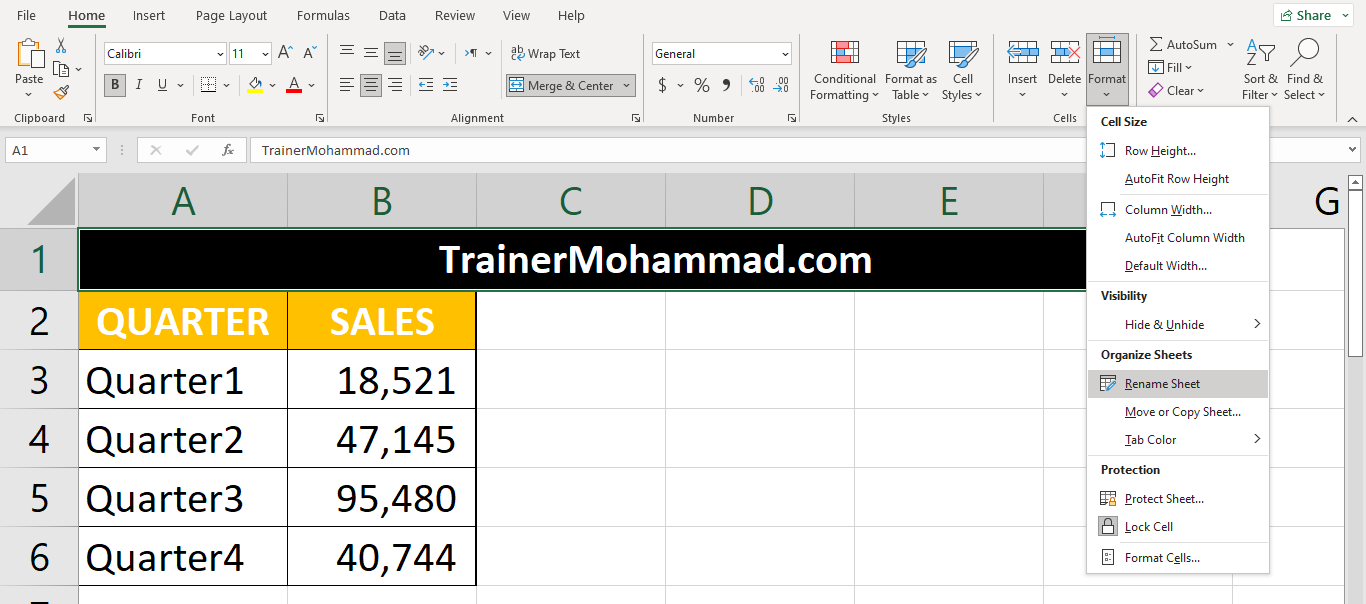 File Home Insert Page Layout Formulas Data Review View Help Share
Calibri 11 A^ A˅ ab Wrap Text General AutoSum
Paste B I U A Merge & Center $ % 9 .00 Conditional Formatting Format as Table Cell Styles Insert Delete Format Fill Clear Sort & Filter Find & Select
Clipboard Font Alignment Number Styles Cells
A1 fx TrainerMohammad.com
Cell Size
Row Height...
AutoFit Row Height
Column Width...
AutoFit Column Width
Default Width...
Visibility
Hide & Unhide
Organize Sheets
Rename Sheet
Move or Copy Sheet...
Tab Color
Protection
Protect Sheet...
Lock Cell
Format Cells...
A B C D E G
1 TrainerMohammad.com
2 QUARTER SALES
3 Quarter1 18,521
4 Quarter2 47,145
5 Quarter3 95,480
6 Quarter4 40,744